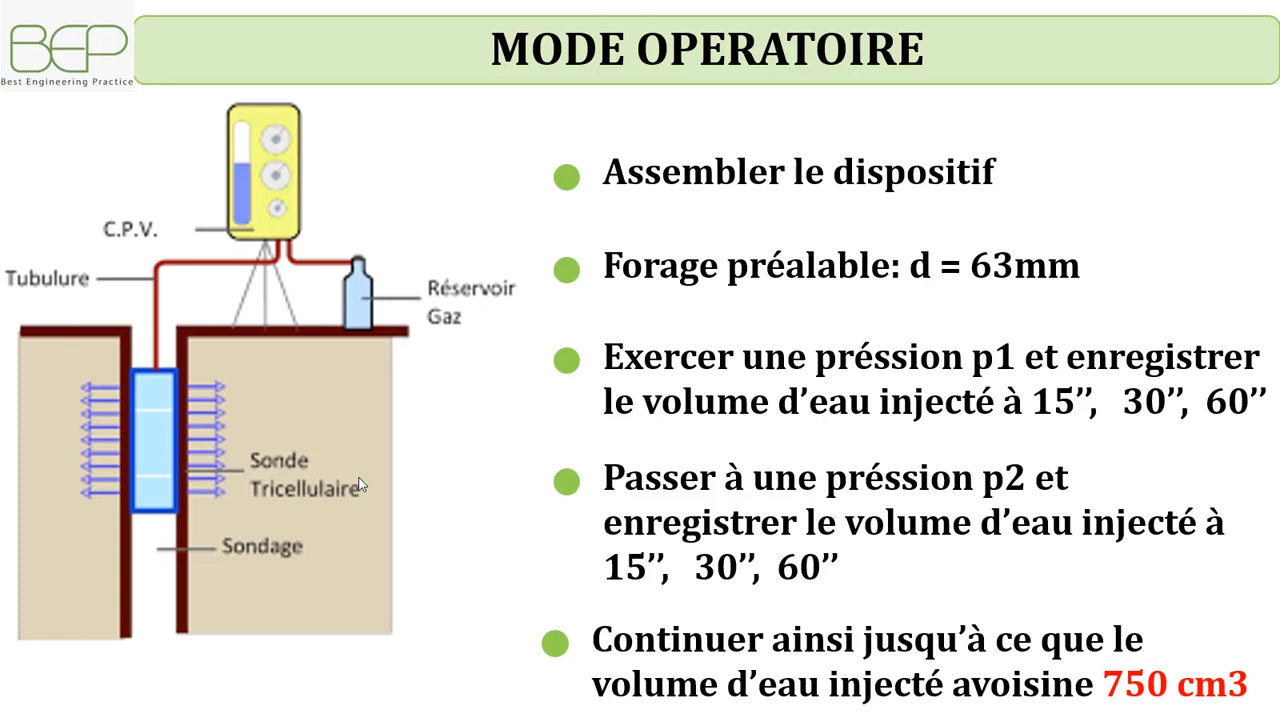 BEP
Best Engineering Practice
MODE OPERATOIRE
C.P.V.
Tubulure
Réservoir
Gaz
Sonde
Tricellulaire
Sondage
Assembler le dispositif
Forage préalable: d = 63mm
Exercer une préssion p1 et enregistrer
le volume d’eau injecté à 15’’, 30’’, 60’’
Passer à une préssion p2 et
enregistrer le volume d’eau injecté à
15’’, 30’’, 60’’
Continuer ainsi jusqu’à ce que le
volume d’eau injecté avoisine 750 cm3